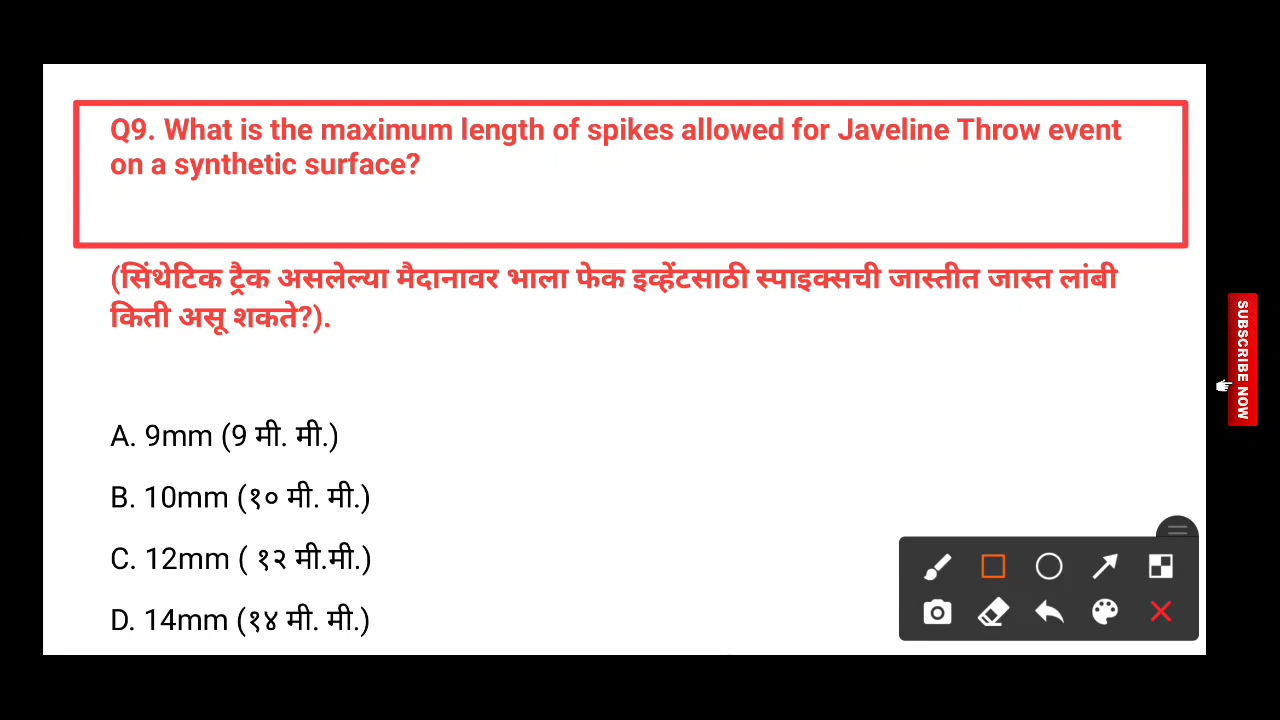 Q9. What is the maximum length of spikes allowed for Javeline Throw event
on a synthetic surface?
(सिंथेटिक ट्रैक असलेल्या मैदानावर भाला फेक इव्हेंटसाठी स्पाइक्सची जास्तीत जास्त लांबी
किती असू शकते?).
A. 9mm (9 मी. मी.)
B. 10mm (१० मी. मी.)
C. 12mm ( १२ मी.मी.)
D. 14mm (१४ मी. मी.)
SUBSCRIBE NOW